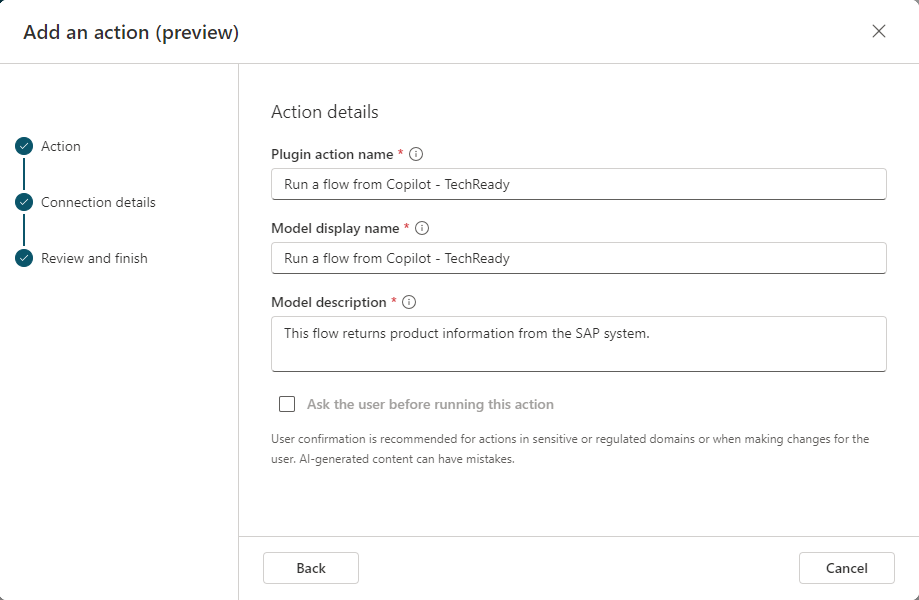 Add an action (preview)
Action
Connection details
Review and finish
Action details
Plugin action name *
Run a flow from Copilot - TechReady
Model display name *
Run a flow from Copilot - TechReady
Model description *
This flow returns product information from the SAP system.
Ask the user before running this action
User confirmation is recommended for actions in sensitive or regulated domains or when making changes for the
user. AI-generated content can have mistakes.
Back
Cancel